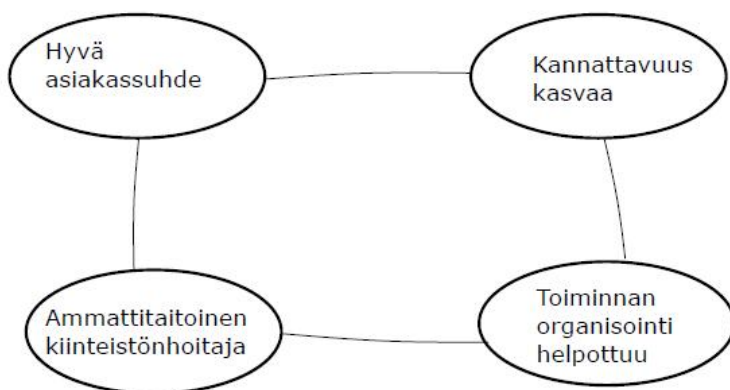 Hyvä
asiakassuhde
Kannattavuus
kasvaa
Ammattitaitoinen
kiinteistönhoitaja
Toiminnan
organisointi
helpottuu